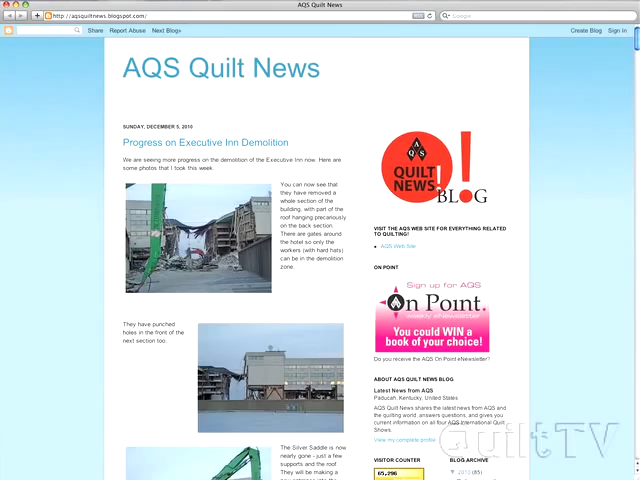 AQS Quilt News
http://aqsquiltnews.blogspot.com/
Google
Share Report Abuse Next Blog»
Create Blog Sign In
AQS Quilt News
SUNDAY, DECEMBER 5, 2010
Progress on Executive Inn Demolition
We are seeing more progress on the demolition of the Executive Inn now. Here are
some photos that I took this week.
You can now see that
they have removed a
whole section of the
building, with part of the
roof hanging precariously
on the back section.
There are gates around
the hotel so only the
workers (with hard hats)
can be in the demolition
zone.
They have punched
holes in the front of the
next section too.
The Silver Saddle is now
nearly gone - just a few
supports and the roof.
They will be making a
AQS
QUILT
NEWS
BLOG
VISIT THE AQS WEB SITE FOR EVERYTHING RELATED
TO QUILTING!
AQS Web Site
ON POINT
Sign up for AQS
On Point
weekly eNewsletter
You could WIN a
book of your choice!
Do you receive the AQS On Point eNewsletter?
ABOUT AQS QUILT NEWS BLOG
Latest News from AQS
Paducah, Kentucky, United States
AQS Quilt News shares the latest news from AQS and
the quilting world, answers questions, and gives you
current information on all four AQS International Quilt
Shows.
View my complete profile
QuiltTV
VISITOR COUNTER
65,296
BLOG ARCHIVE
▼ 2010 (65)